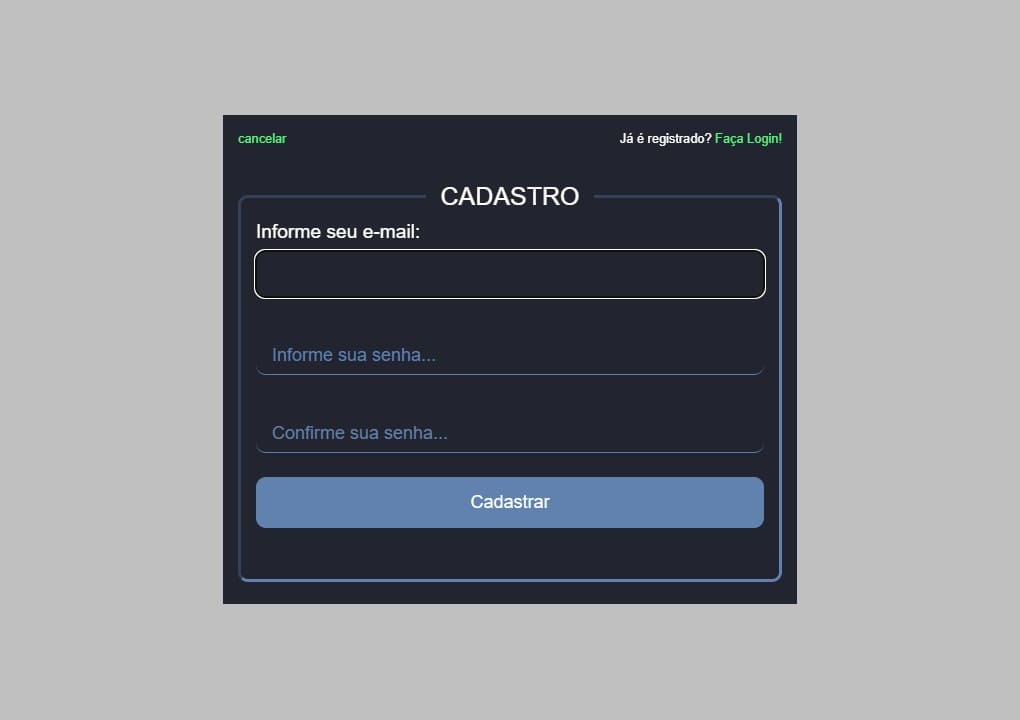 cancelar
Já é registrado? Faça Login!
CADASTRO
Informe seu e-mail:
Informe sua senha...
Confirme sua senha...
Cadastrar